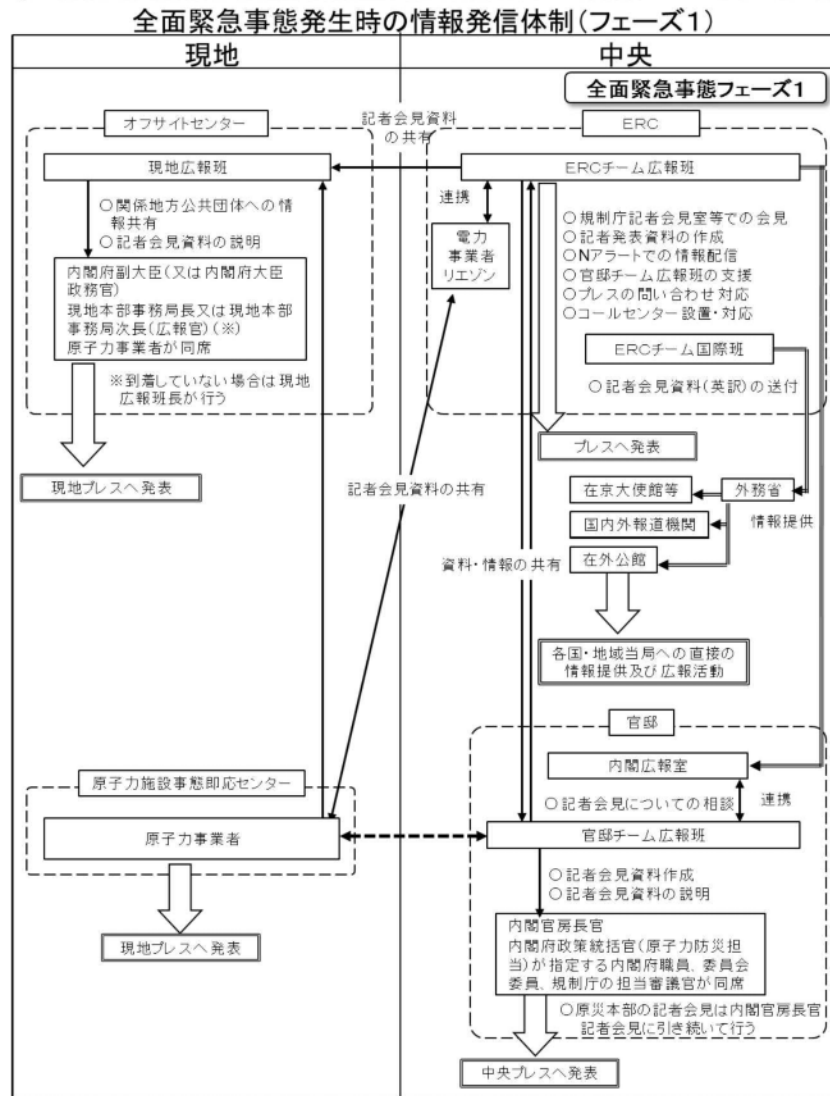 全面緊急事態発生時の情報発信体制(フェーズ1)
現地
中央
全面緊急事態フェーズ1
オフサイトセンター
記者会見資料
の共有
ERC
現地広報班
ERCチーム広報班
○関係地方公共団体への情
報共有
○記者会見資料の説明
連携
電力
事業者
リエゾン
○規制庁記者会見室等での会見
○記者発表資料の作成
○Nアラートでの情報配信
○官邸チーム広報班の支援
○プレスの問い合わせ対応
○コールセンター設置・対応
内閣府副大臣(又は内閣府大臣
政務官)
現地本部事務局長又は現地本部
事務局次長(広報官)(※)
原子力事業者が同席
ERCチーム国際班
※到着していない場合は現地
広報班長が行う
○記者会見資料(英訳)の送付
プレスへ発表
現地プレスへ発表
記者会見資料の共有
在京大使館等
外務省
国内外報道機関
情報提供
資料・情報の共有
在外公館
各国・地域当局への直接の
情報提供及び広報活動
官邸
内閣広報室
原子力施設事態即応センター
○記者会見についての相談
連携
原子力事業者
官邸チーム広報班
○記者会見資料作成
○記者会見資料の説明
現地プレスへ発表
内閣官房長官
内閣府政策統括官(原子力防災担
当)が指定する内閣府職員、委員会
委員、規制庁の担当審議官が同席
○原災本部の記者会見は内閣官房長官
記者会見に引き続いて行う
中央プレスへ発表